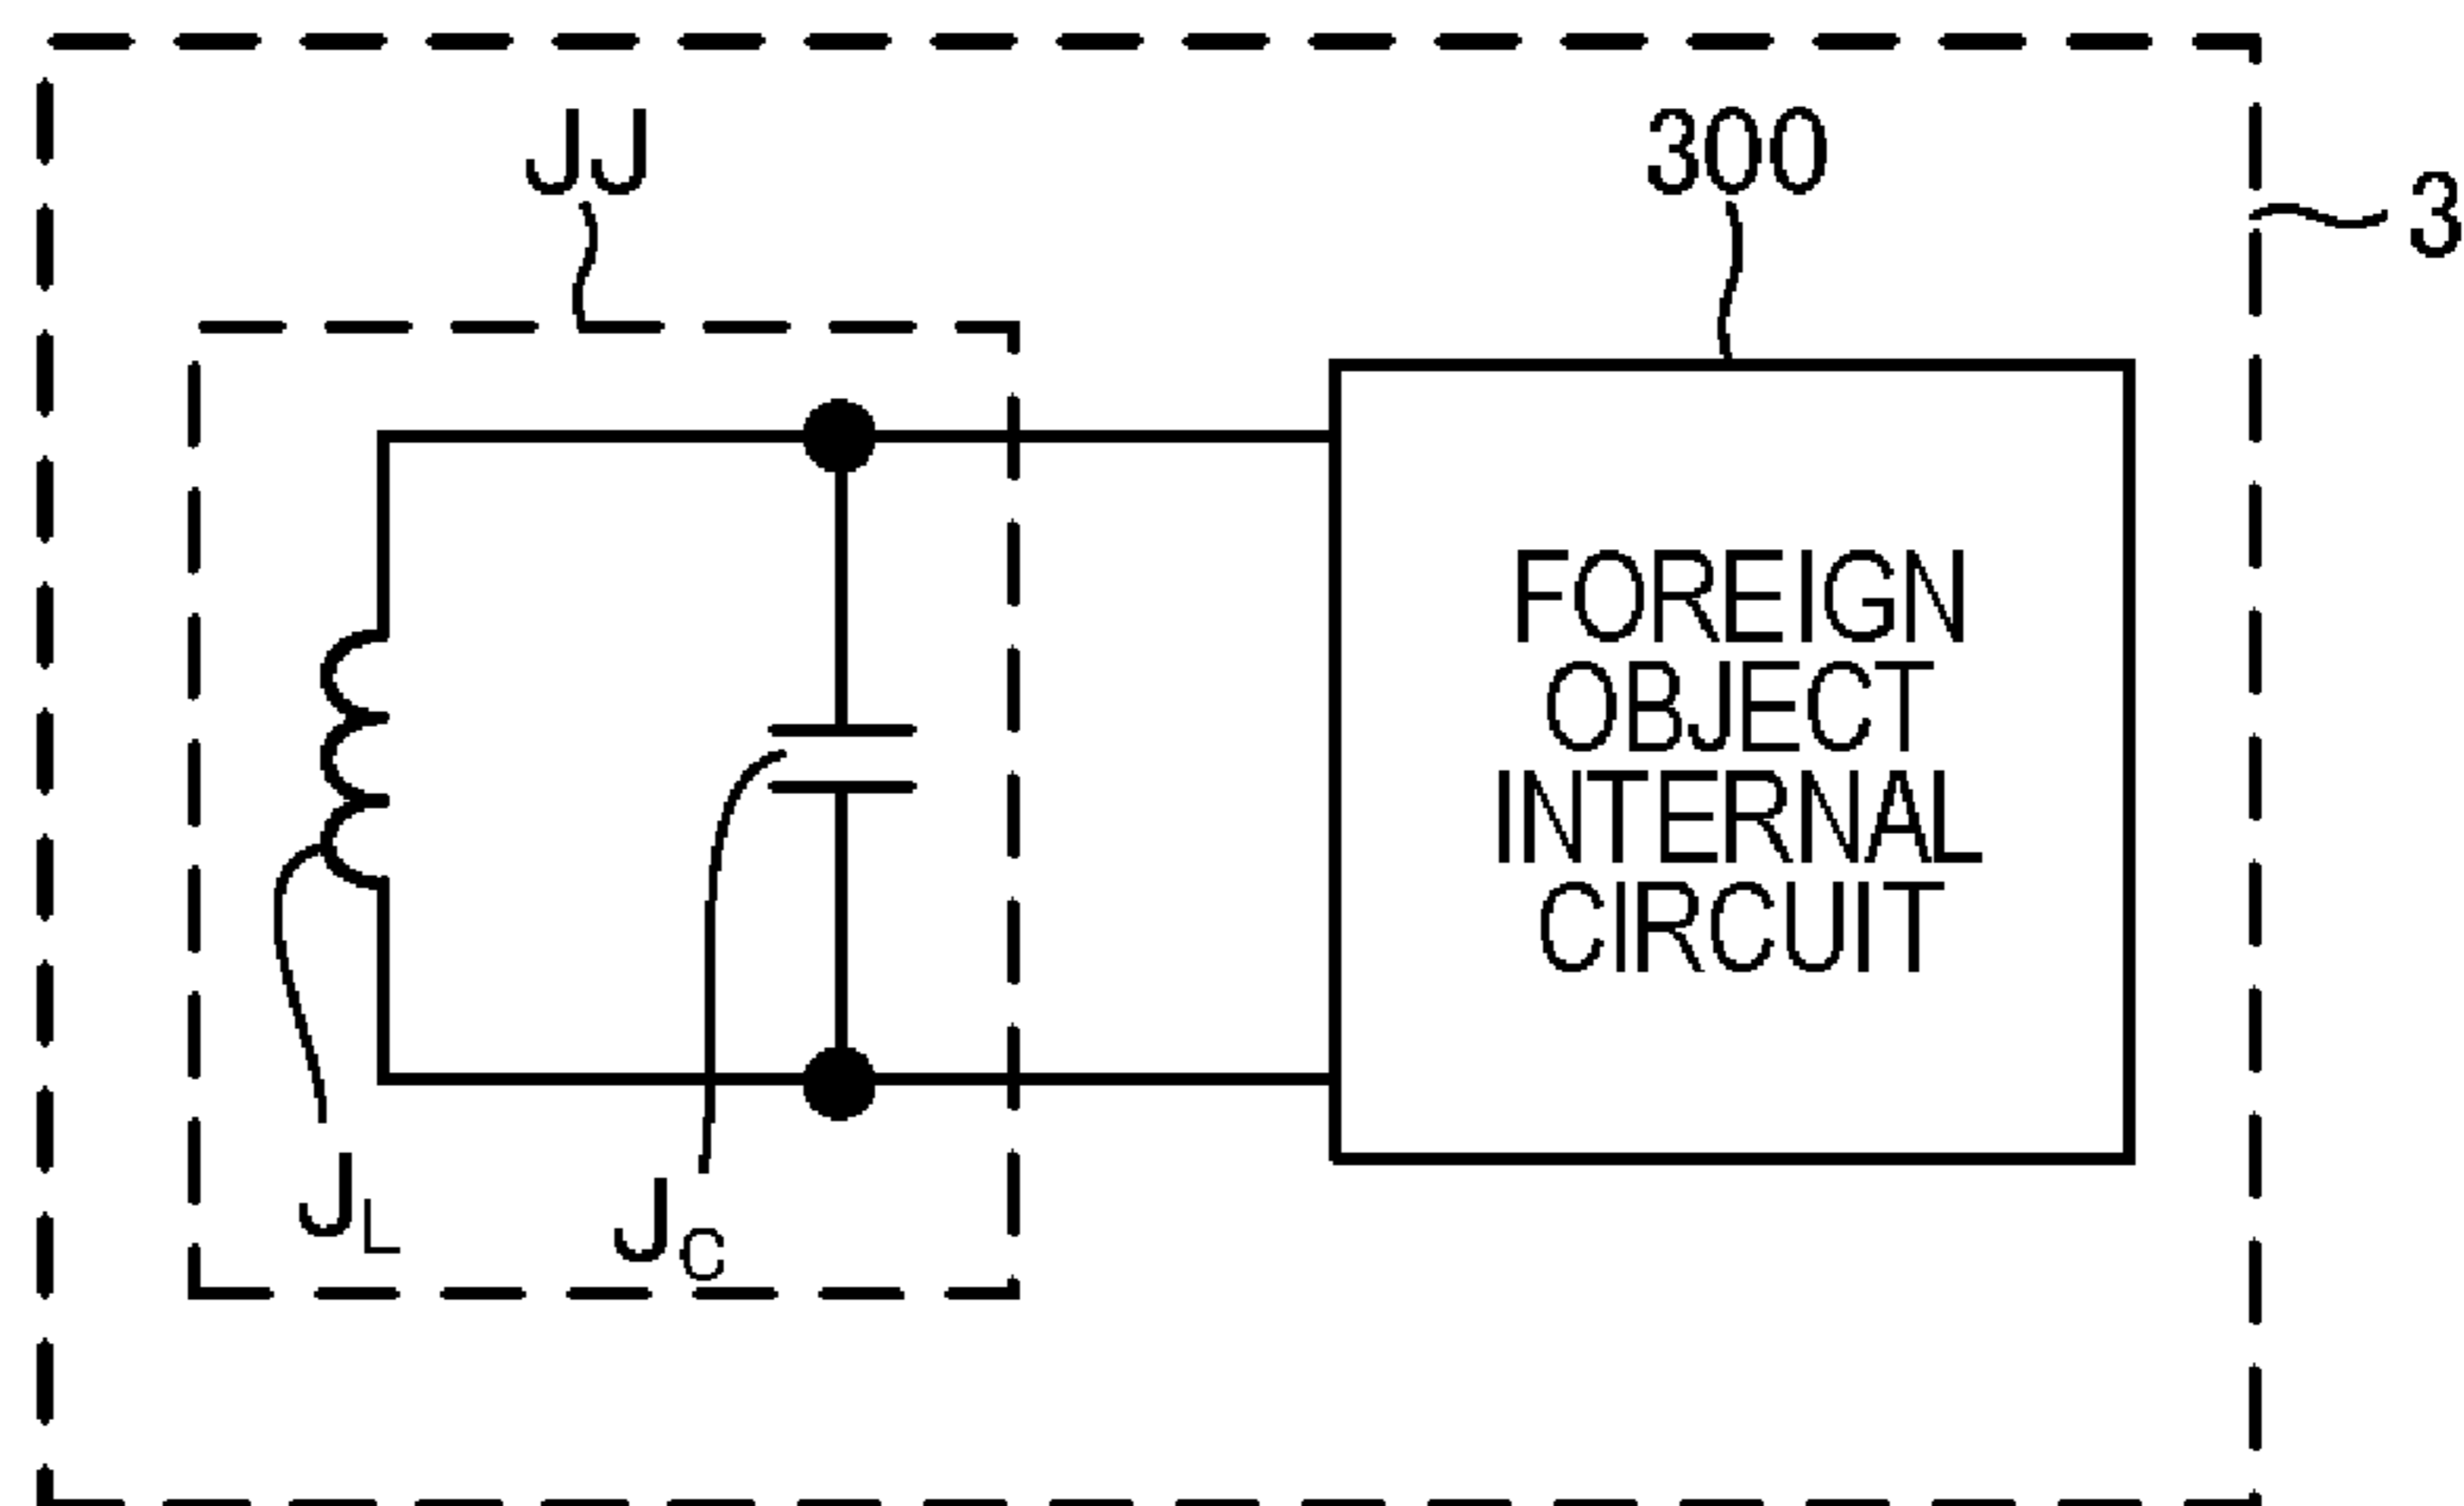 JJ
300
3
FOREIGN
OBJECT
INTERNAL
CIRCUIT
JL
JC